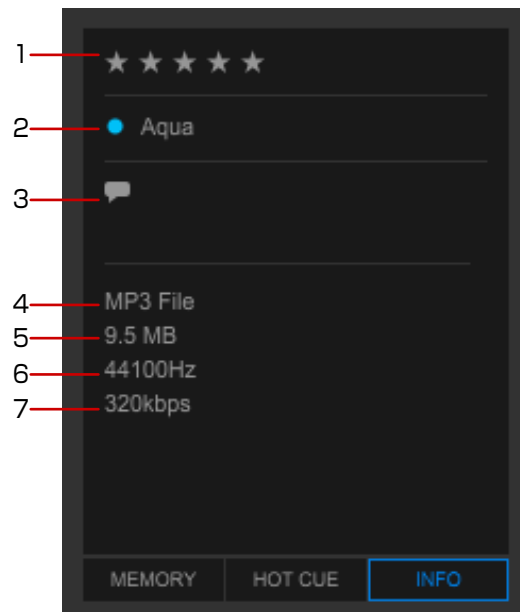 1
2 Aqua
3
4 MP3 File
5 9.5 MB
6 44100Hz
7 320kbps
MEMORY HOT CUE INFO